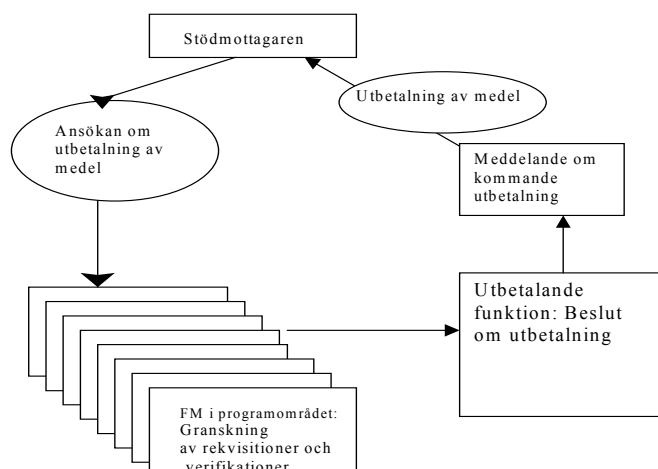 Stödmottagaren
Utbetalning av medel
Ansökan om
utbetalning av
medel
Meddelande om
kommande
utbetalning
Utbetalande
funktion: Beslut
om utbetalning
FM i programområdet:
Granskning
av rekvisitioner och
verifikationer